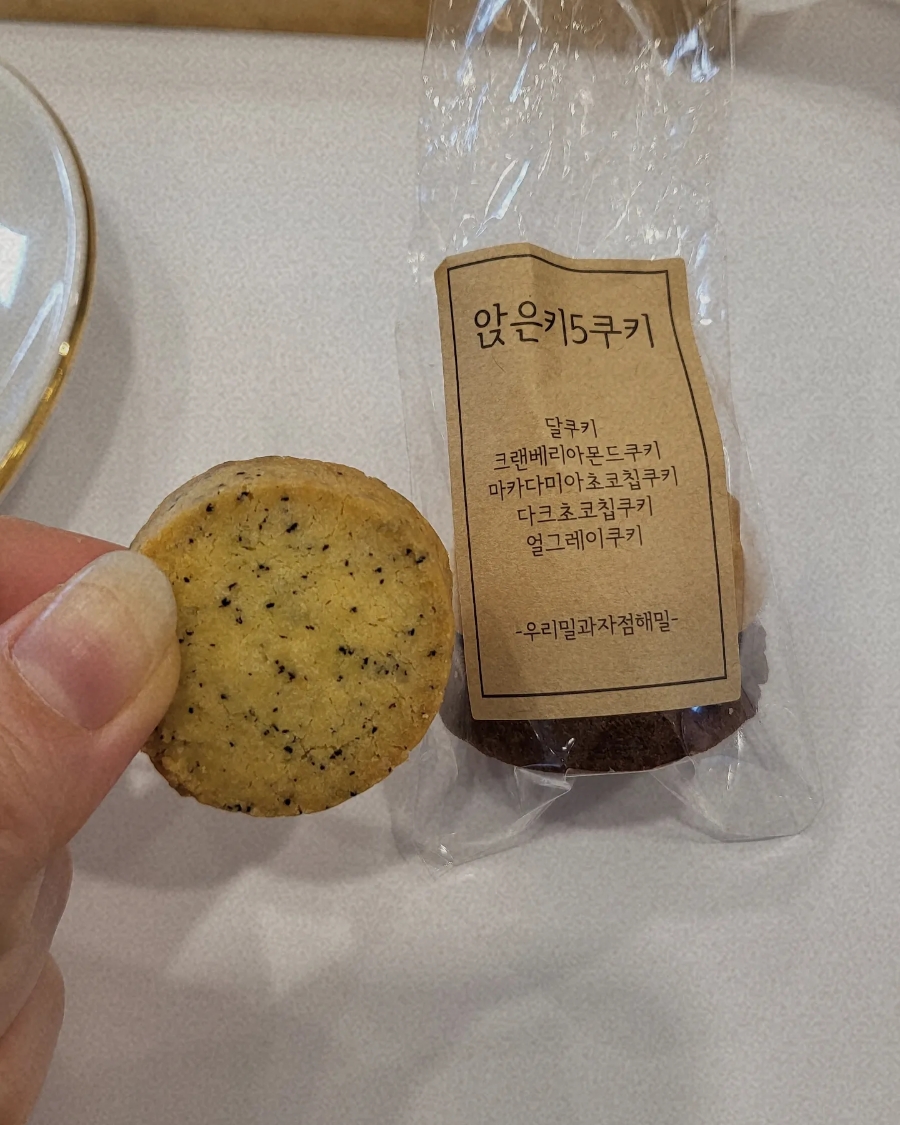 앉은키5쿠키
달쿠키
크랜베리아몬드쿠키
마카다미아초코칩쿠키
다크초코칩쿠키
얼그레이쿠키
-우리밀과자점해밀-